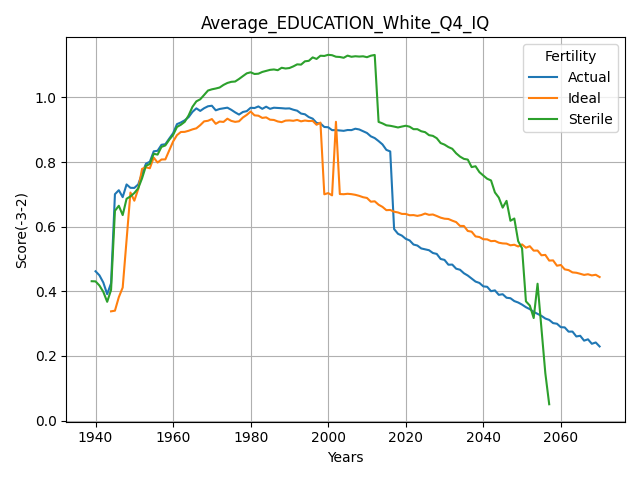 Average_EDUCATION_White_Q4_IQ
Fertility
Actual
Ideal
Sterile
Score(-3-2)
1.0
0.8
0.6
0.4
0.2
0.0
1940 1960 1980 2000 2020 2040 2060
Years